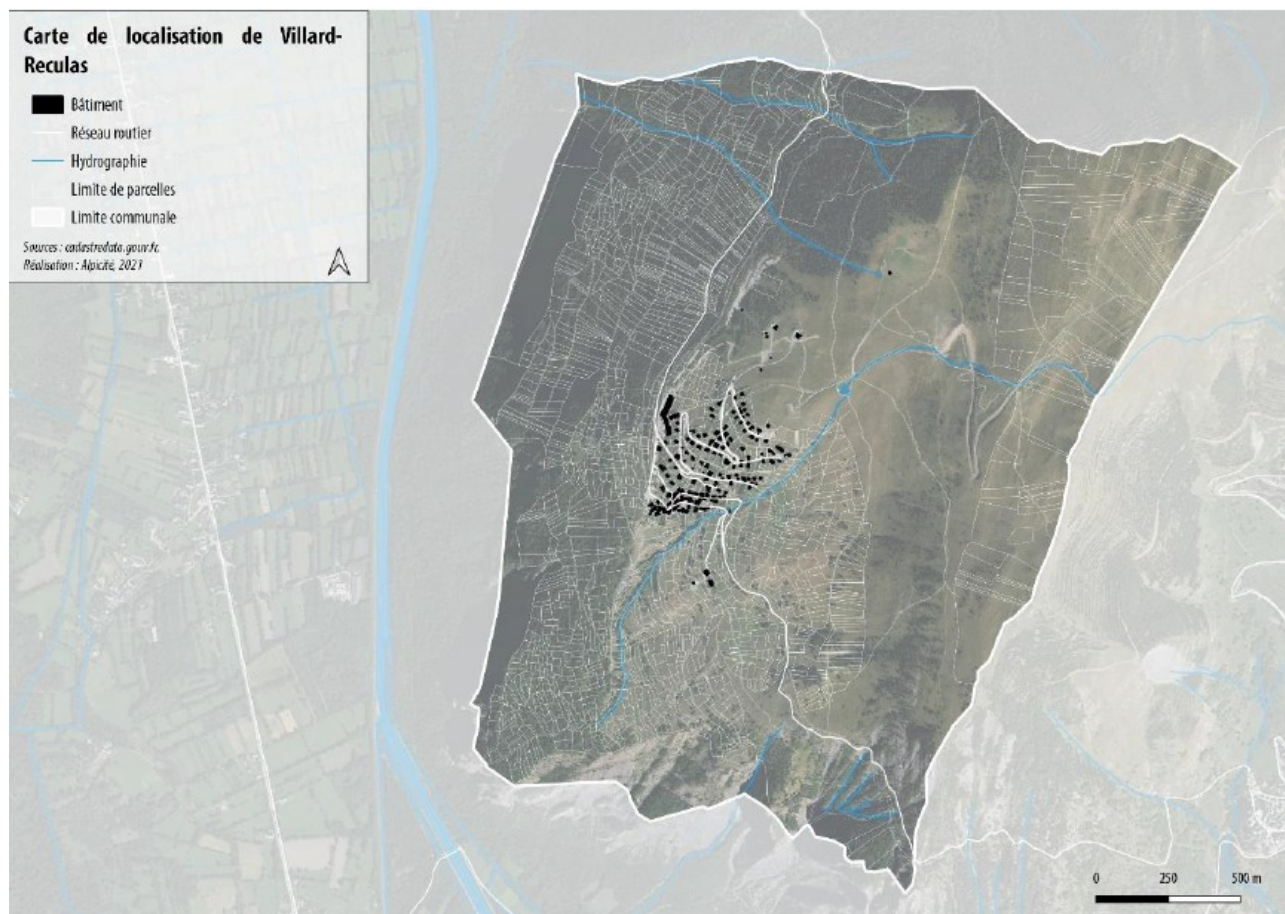 Carte de localisation de Villard-
Reculas
Bâtiment
Réseau routier
Hydrographie
Limite de parcelles
Limite communale
Sources : cadastredata.gouv.fr,
Réalisation : Alpicité, 2021
0 250 500 m